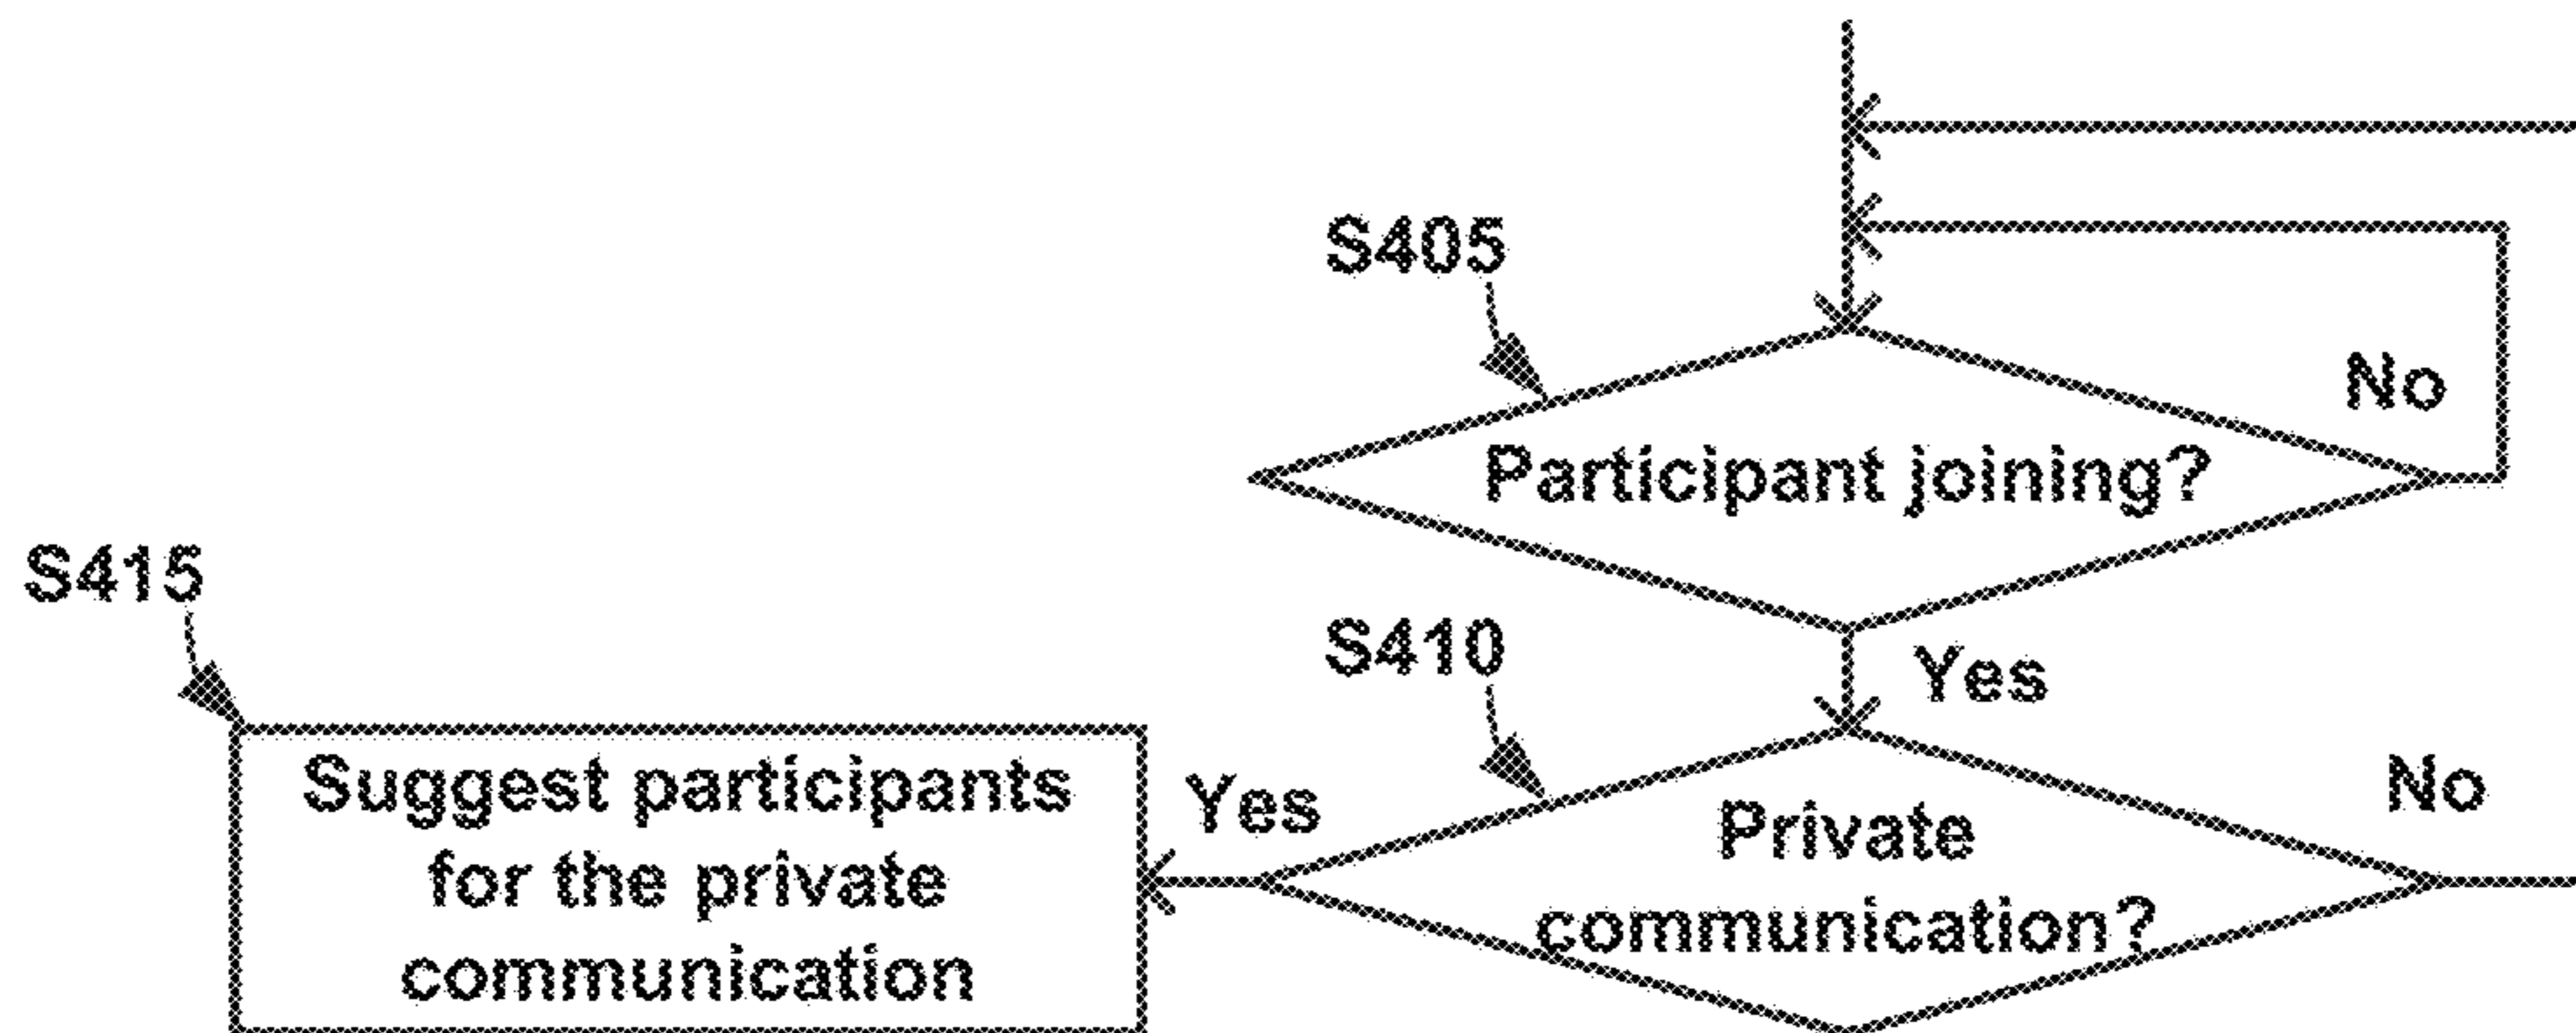 S405
No
Participant joining?
S415
S410
Yes
Suggest participants
for the private
communication
Yes
Private
communication?
No